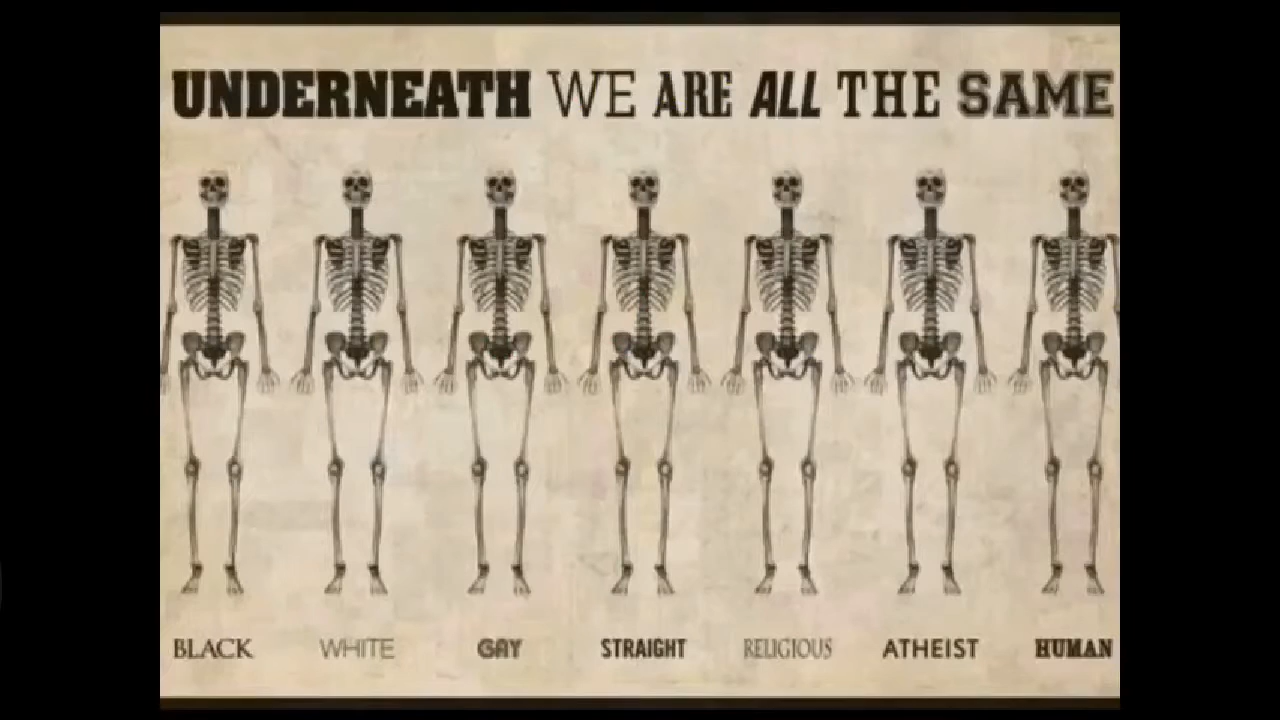 UNDERNEATH WE ARE ALL THE SAME
BLACK WHITE GAY STRAIGHT RELIGIOUS ATHEIST HUMAN